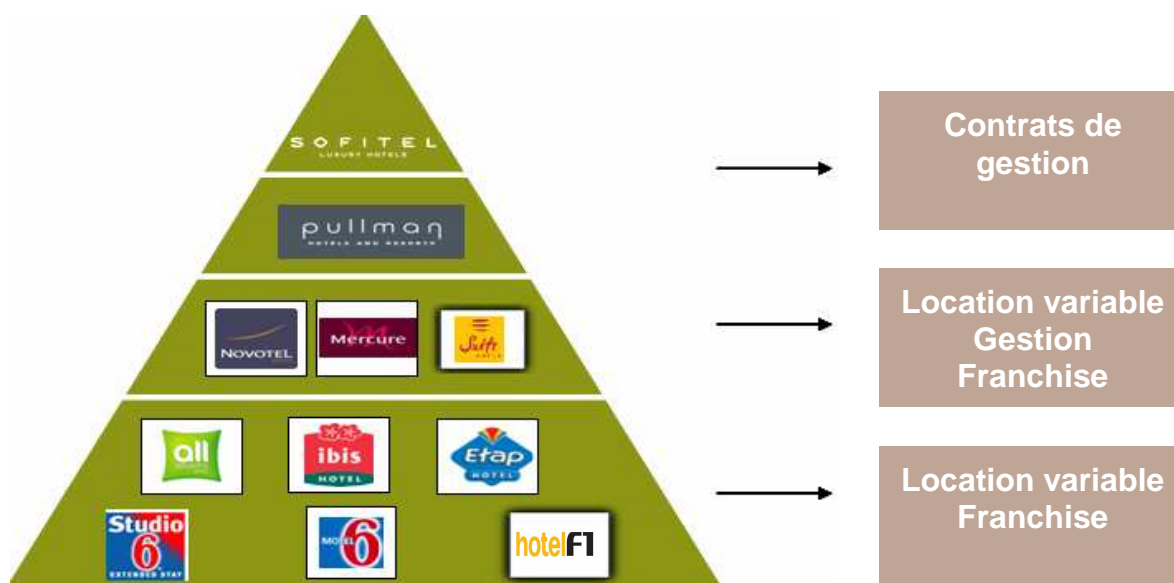 SOFITEL
LUXURY HOTELS
pullman
HOTELS AND RESORTS
NOVOTEL
Mercure
Suite
HOTEL
all
ibis
HOTEL
Etap
HOTEL
Studio
6
EXTENDED STAY
MOTEL
6
hotelF1
Contrats de
gestion
Location variable
Gestion
Franchise
Location variable
Franchise